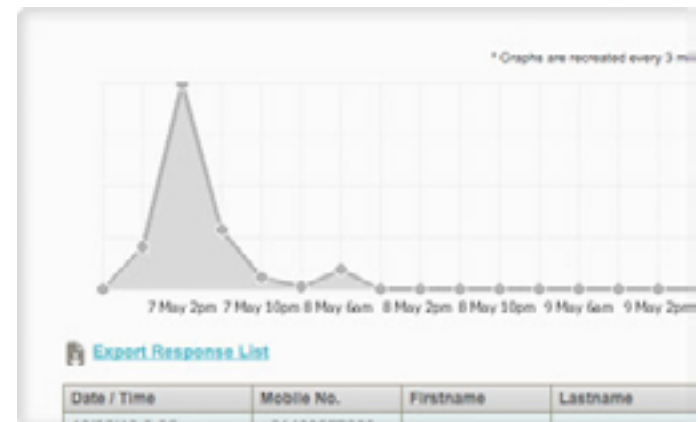 * Graphs are recreated every 3
7 May 2pm 7 May 10pm 8 May 6am 8 May 2pm 8 May 10pm 9 May 6am 9 May 2pm
Export Response List
Date / Time Mobile No. Firstname Lastname